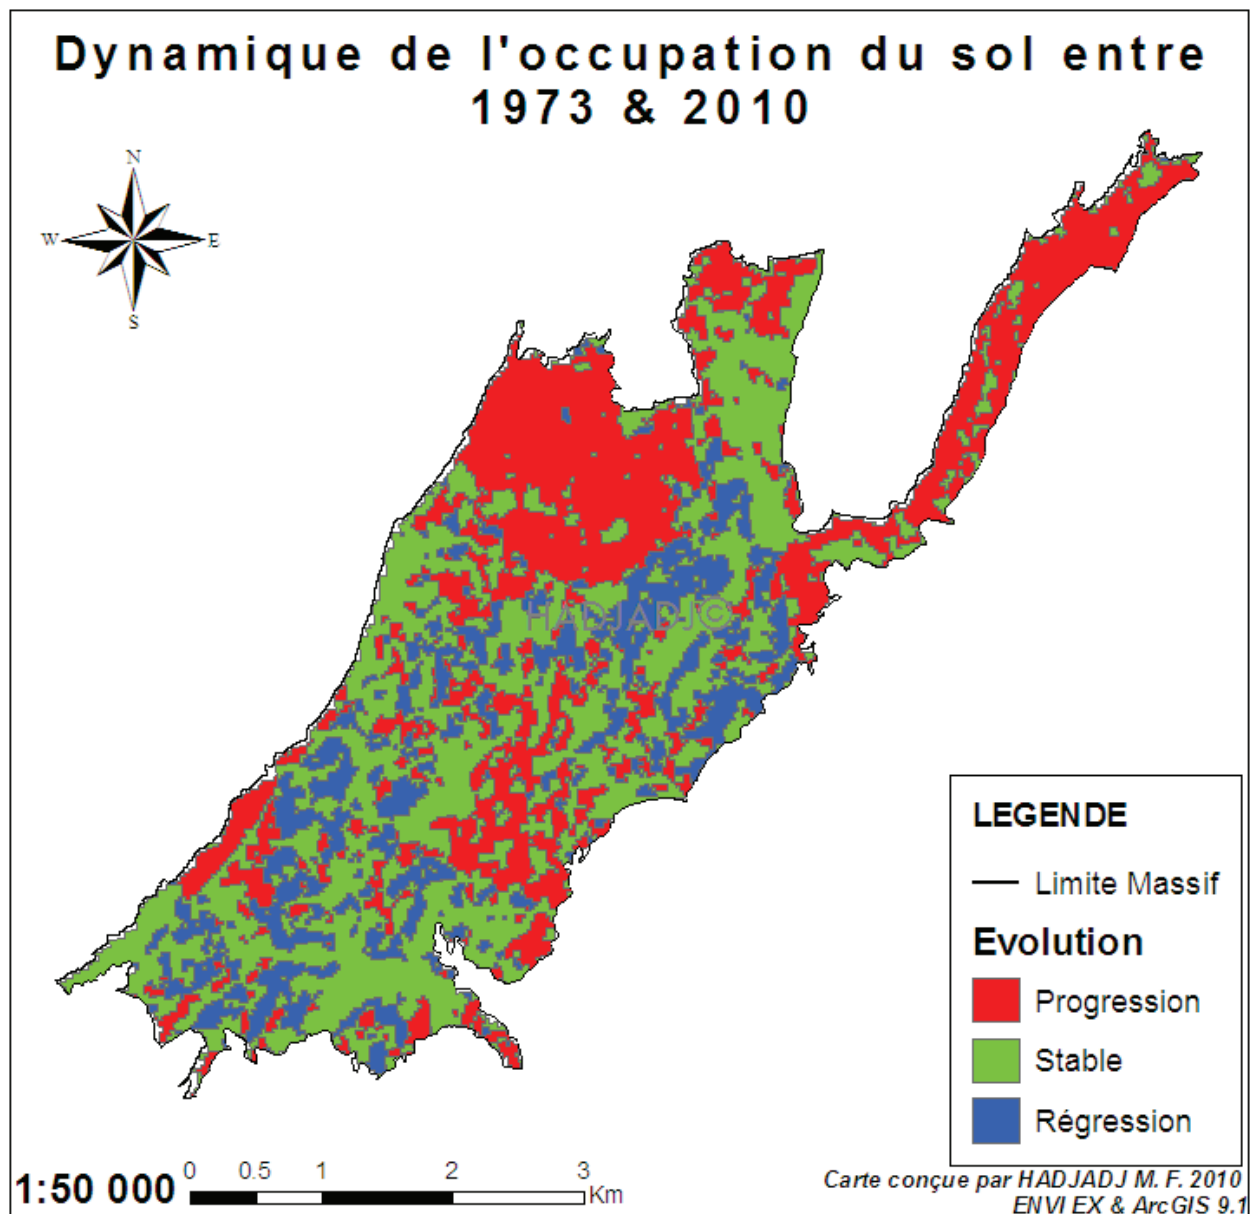 Dynamique de l'occupation du sol entre
1973 & 2010
N
W
E
S
HADJADJ©
LEGENDE
Limite Massif
Evolution
Progression
Stable
Régression
0 0.5 1 2 3
1:50 000
Km
Carte conçue par HADJADJ M. F. 2010
ENVI EX & ArcGIS 9.1